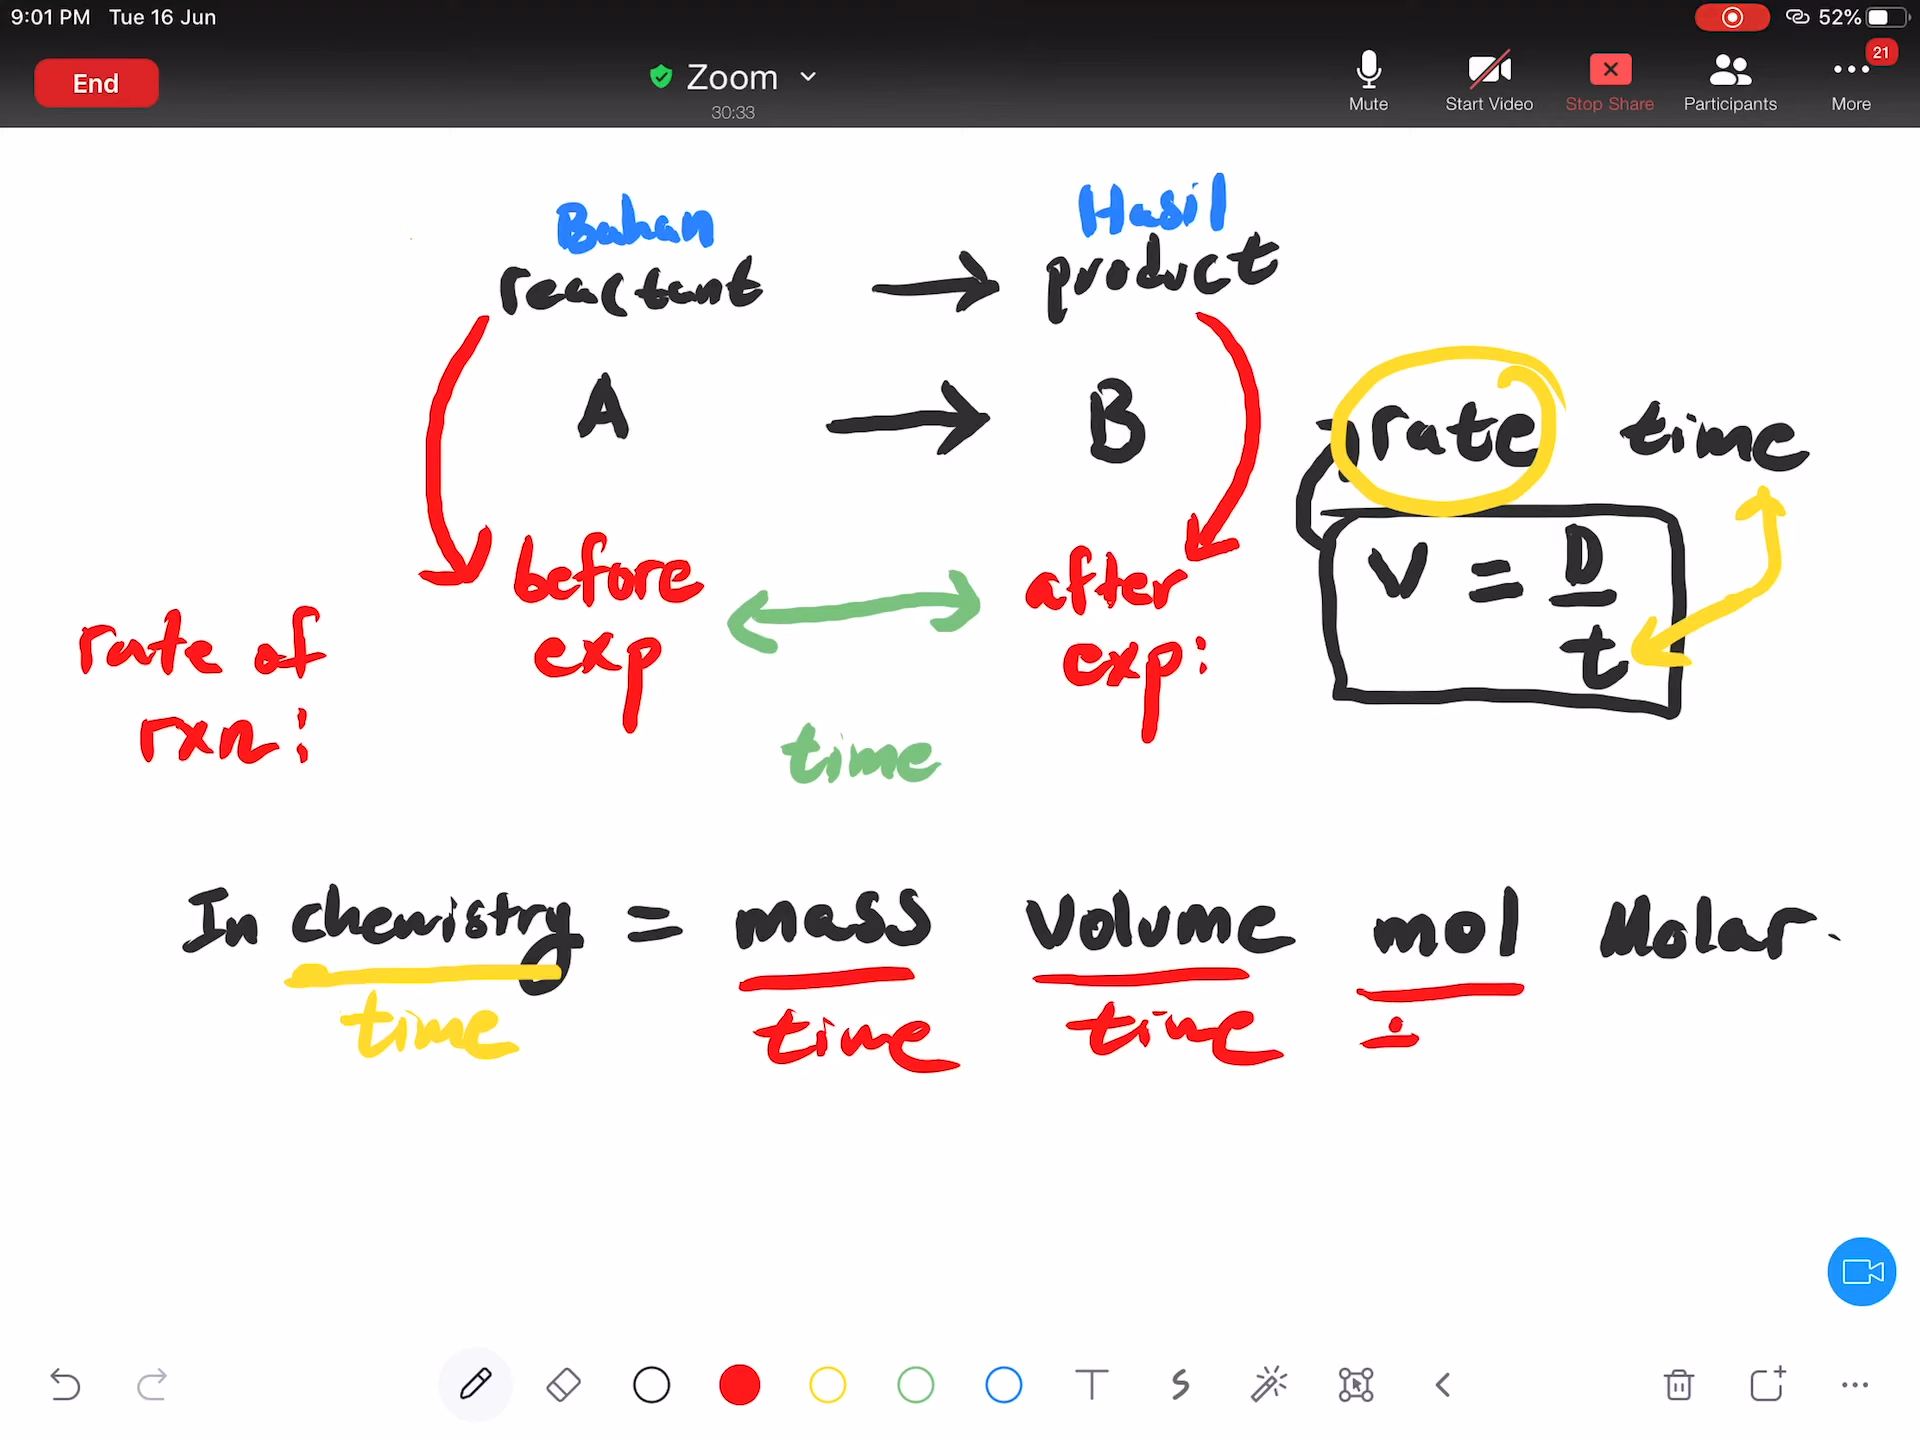 9:01 PM Tue 16 Jun
52%
End
Zoom
30:33
Mute
Start Video
Stop Share
Participants
21
More
Bahan
Hasil
reactant → product
A → B
rate time
V = D
t
before
exp
after
exp:
rate of
rxn:
time
In chemistry = mass Volume mol Molar.
time time time
T